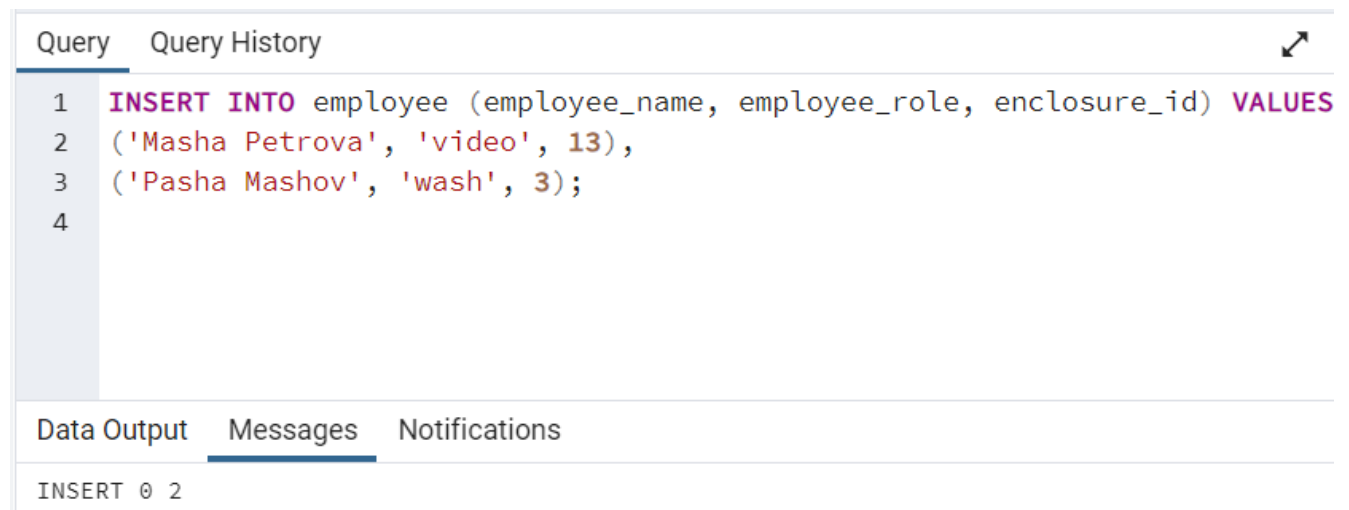 Query Query History
1 INSERT INTO employee (employee_name, employee_role, enclosure_id) VALUES
2 ('Masha Petrova', 'video', 13),
3 ('Pasha Mashov', 'wash', 3);
4
Data Output Messages Notifications
INSERT 0 2